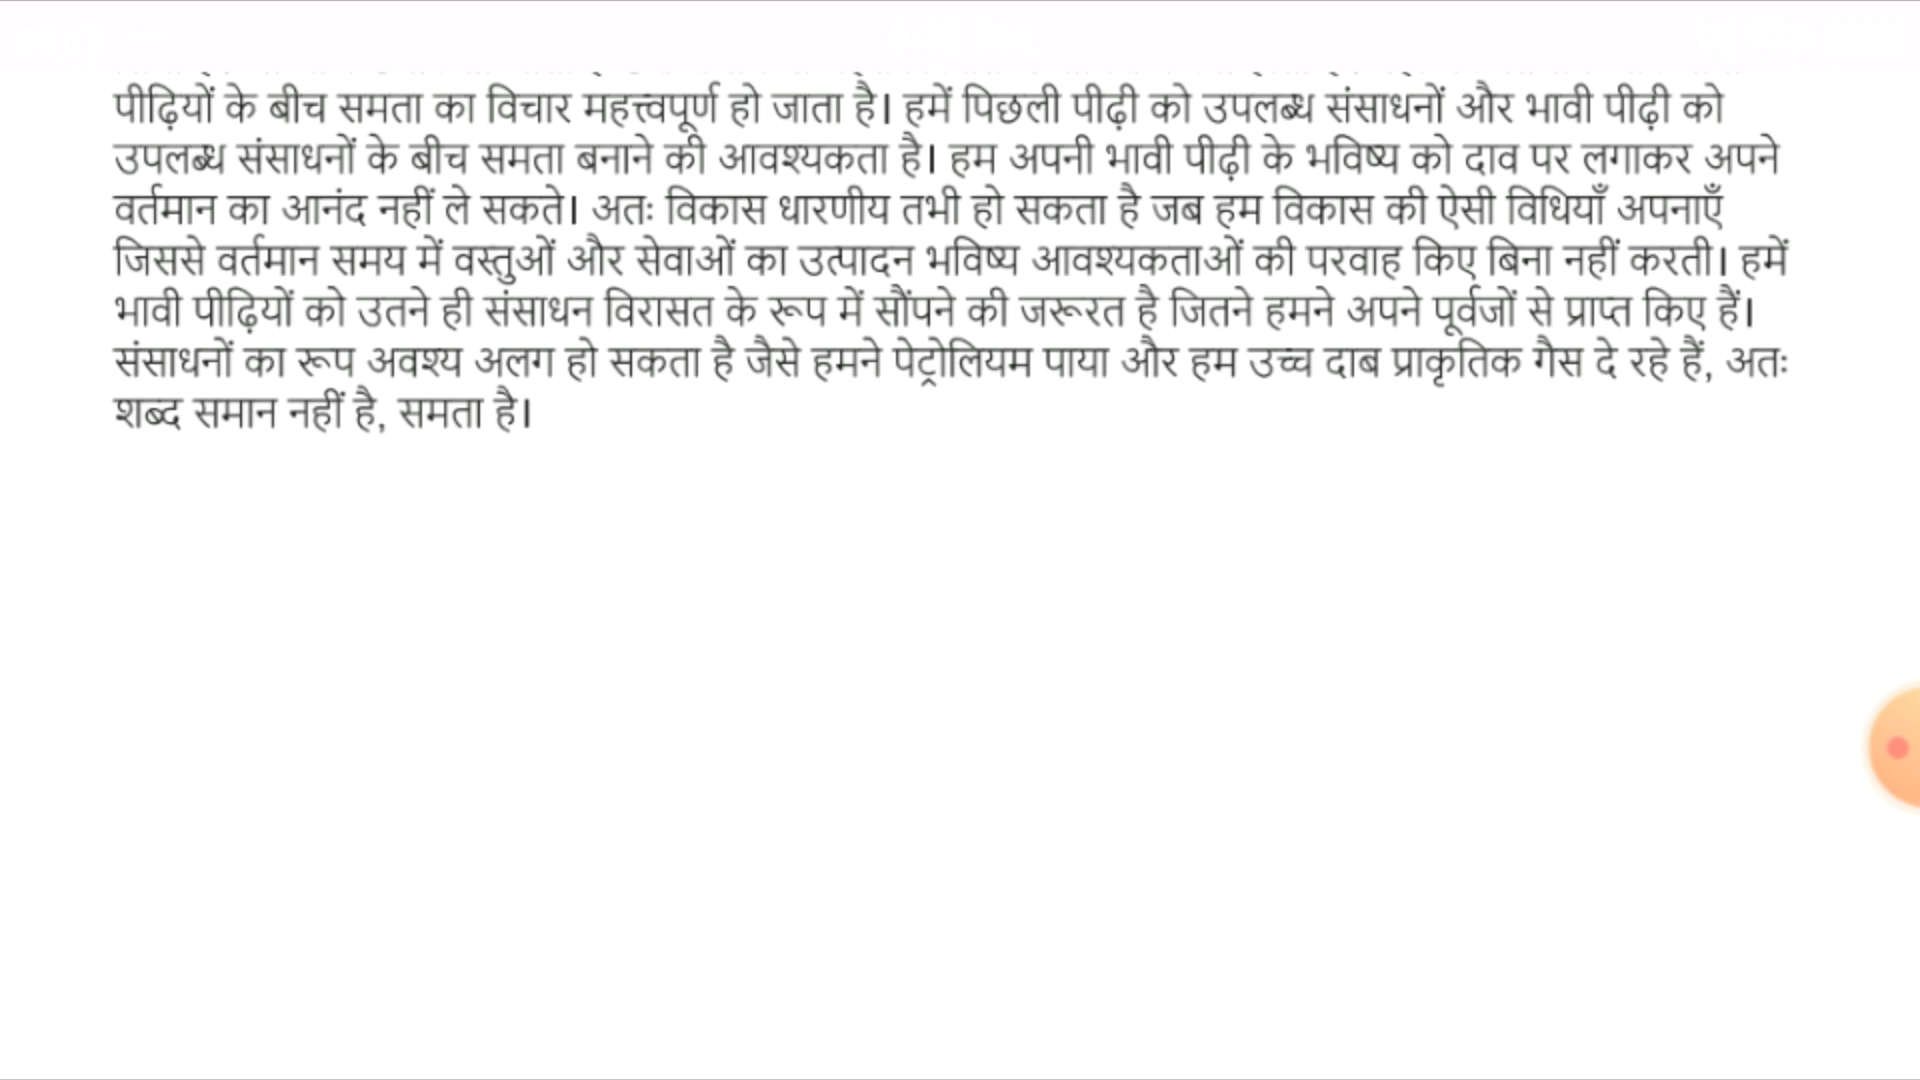 पीढ़ियों के बीच समता का विचार महत्त्वपूर्ण हो जाता है। हमें पिछली पीढ़ी को उपलब्ध संसाधनों और भावी पीढ़ी को
उपलब्ध संसाधनों के बीच समता बनाने की आवश्यकता है। हम अपनी भावी पीढ़ी के भविष्य को दाव पर लगाकर अपने
वर्तमान का आनंद नहीं ले सकते। अतः विकास धारणीय तभी हो सकता है जब हम विकास की ऐसी विधियाँ अपनाएँ
जिससे वर्तमान समय में वस्तुओं और सेवाओं का उत्पादन भविष्य आवश्यकताओं की परवाह किए बिना नहीं करती। हमें
भावी पीढ़ियों को उतने ही संसाधन विरासत के रूप में सौंपने की जरूरत है जितने हमने अपने पूर्वजों से प्राप्त किए हैं।
संसाधनों का रूप अवश्य अलग हो सकता है जैसे हमने पेट्रोलियम पाया और हम उच्च दाब प्राकृतिक गैस दे रहे हैं, अतः
शब्द समान नहीं है, समता है।